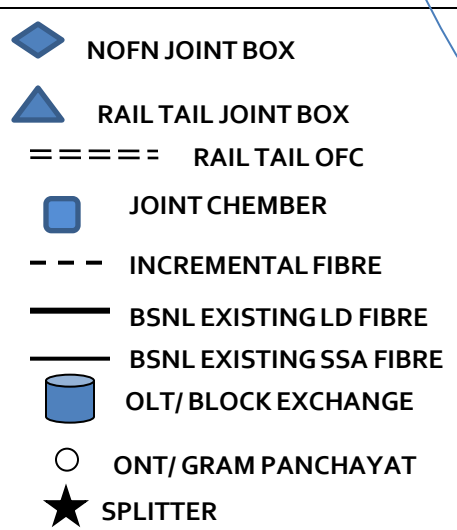 NOFN JOINT BOX
RAIL TAIL JOINT BOX
RAIL TAIL OFC
JOINT CHEMBER
INCREMENTAL FIBRE
BSNL EXISTING LD FIBRE
BSNL EXISTING SSA FIBRE
OLT/ BLOCK EXCHANGE
ONT/ GRAM PANCHAYAT
SPLITTER